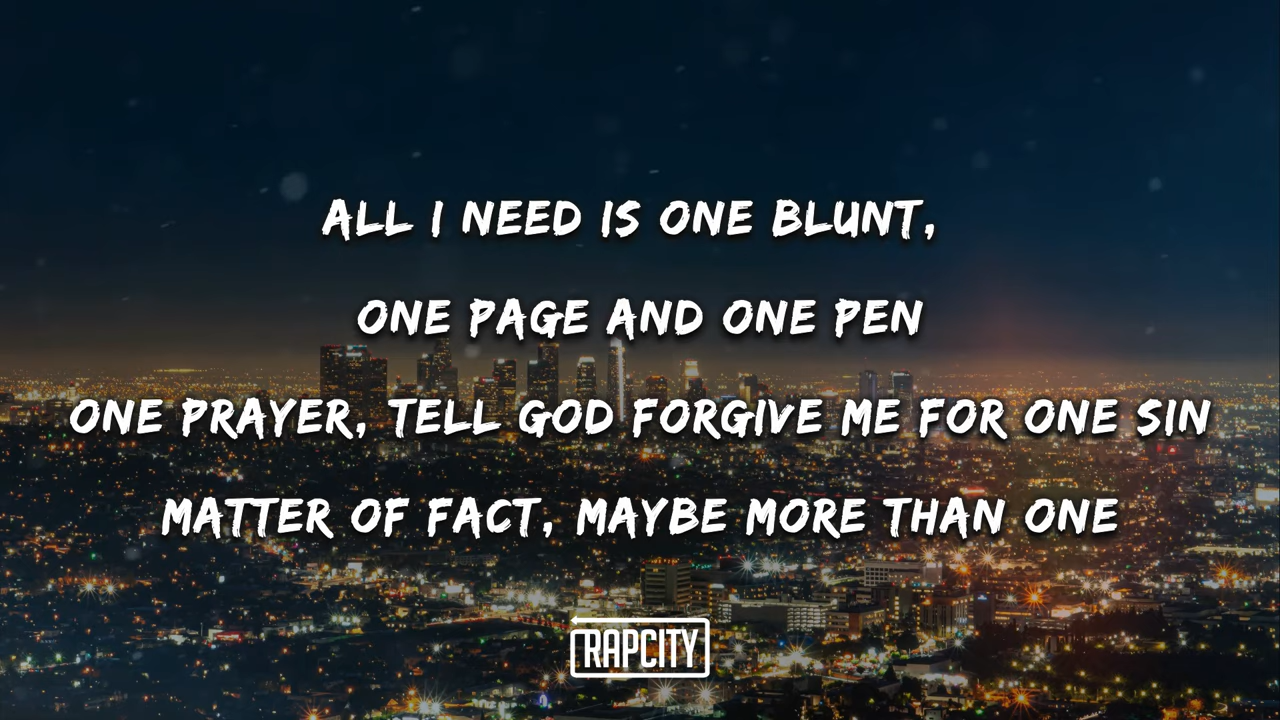 ALL I NEED IS ONE BLUNT,
ONE PAGE AND ONE PEN
ONE PRAYER, TELL GOD FORGIVE ME FOR ONE SIN
MATTER OF FACT, MAYBE MORE THAN ONE
RAPCITY